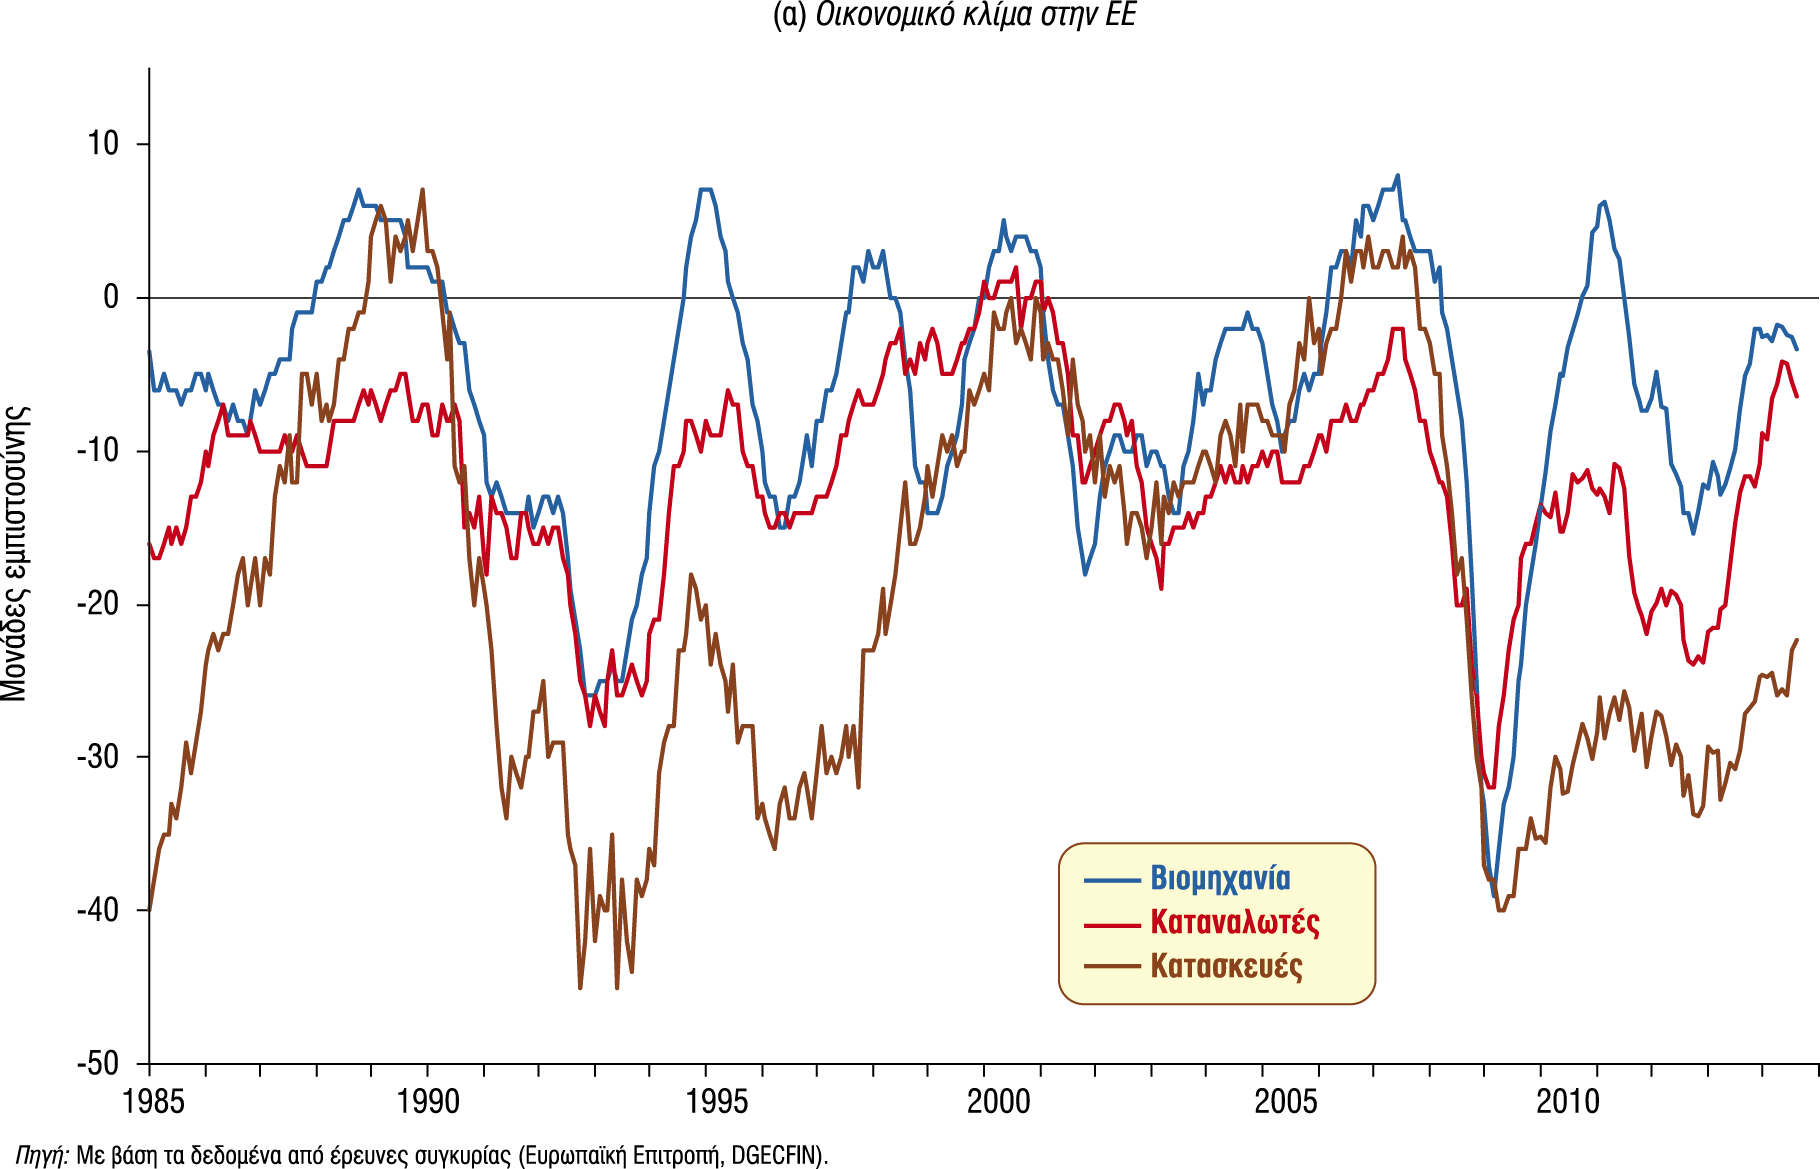 (α) Οικονομικό κλίμα στην ΕΕ
Μονάδες εμπιστοσύνης
10
0
-10
-20
-30
-40
-50
1985 1990 1995 2000 2005 2010
Βιομηχανία
Καταναλωτές
Κατασκευές
Πηγή: Με βάση τα δεδομένα από έρευνες συγκυρίας (Ευρωπαϊκή Επιτροπή, DGECFIN).